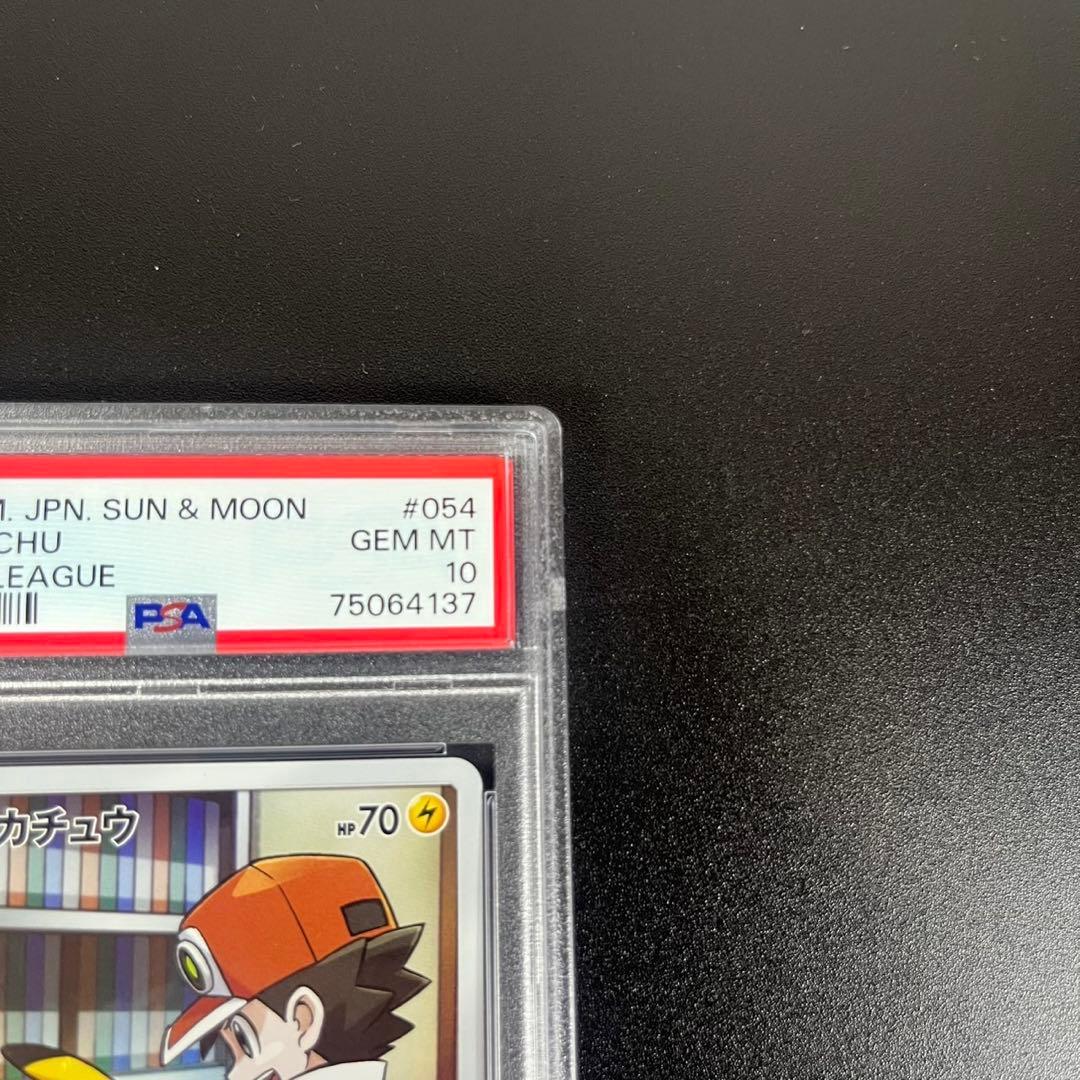 M. JPN. SUN & MOON #054
CHU GEM MT
LEAGUE 10
PSA 75064137
カチュウ HP70